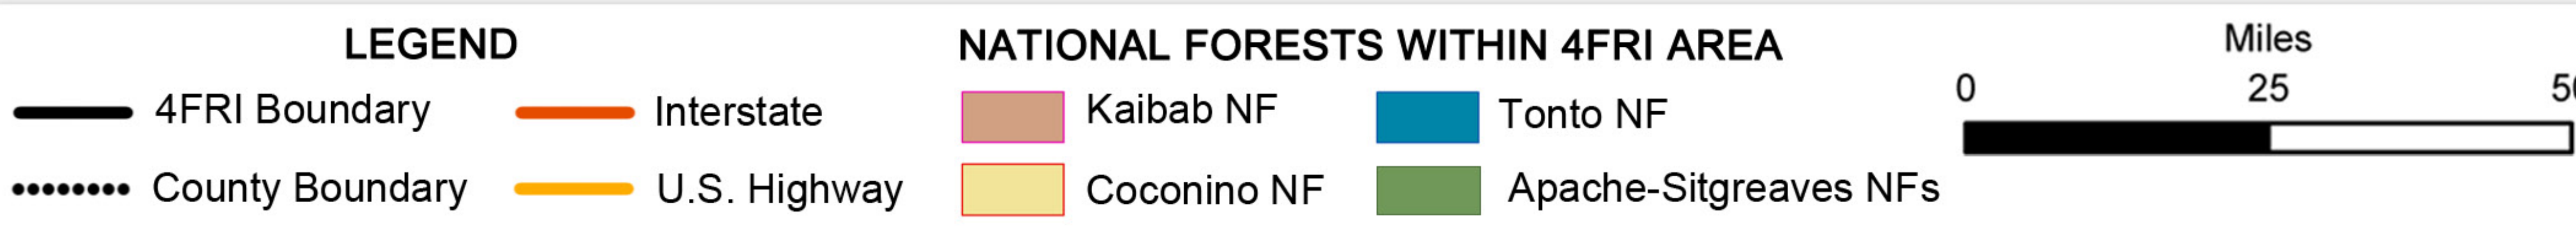 LEGEND
4FRI Boundary
Interstate
County Boundary
U.S. Highway
NATIONAL FORESTS WITHIN 4FRI AREA
Kaibab NF
Tonto NF
Coconino NF
Apache-Sitgreaves NFs
Miles
0 25